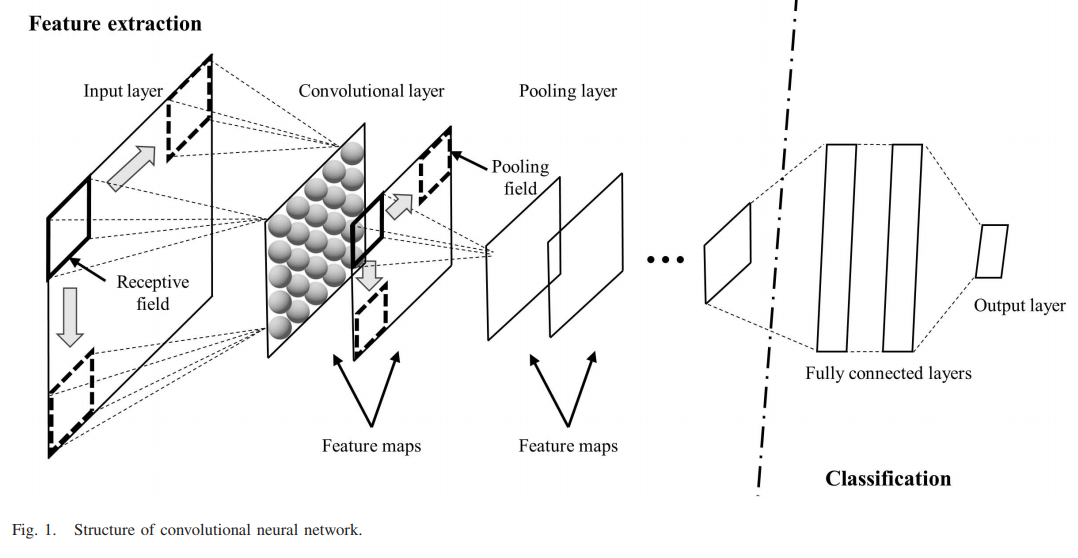 Feature extraction
Input layer
Convolutional layer
Pooling layer
Pooling
field
Receptive
field
Output layer
Fully connected layers
Feature maps
Feature maps
Classification
Fig. 1. Structure of convolutional neural network.